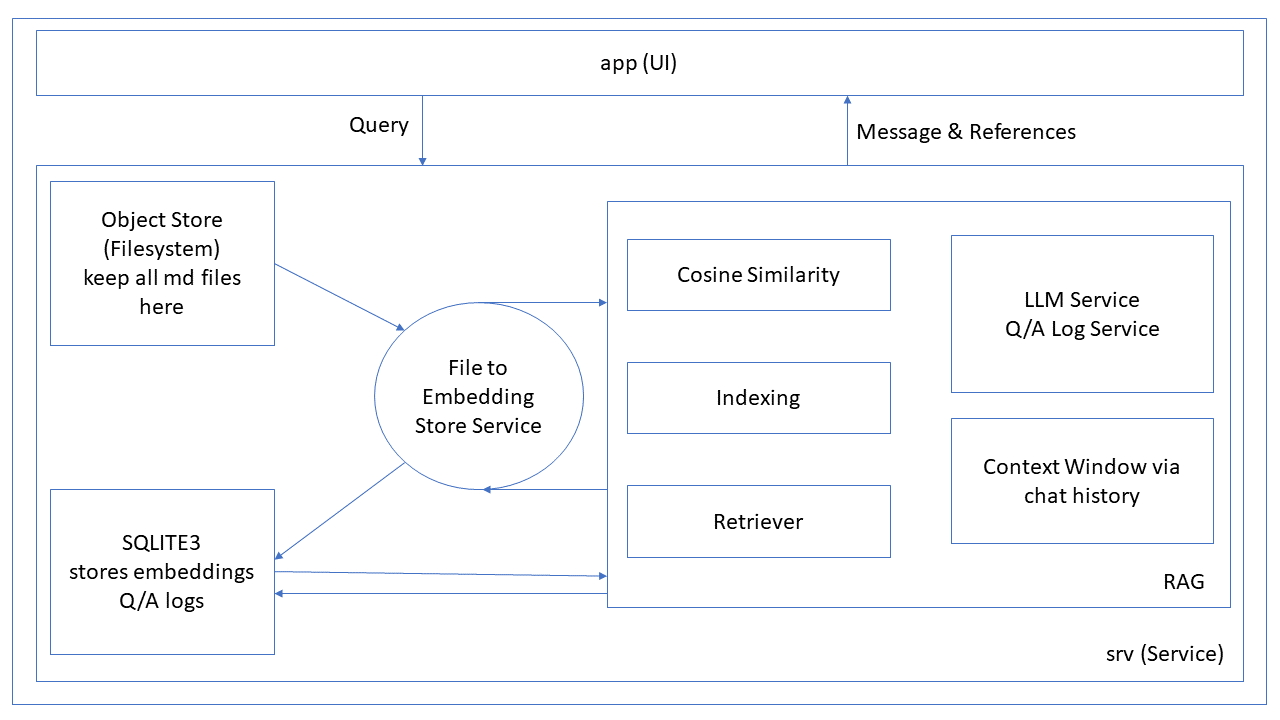 app (UI)
Query
Message & References
Object Store
(Filesystem)
keep all md files
here
File to
Embedding
Store Service
SQLITE3
stores embeddings
Q/A logs
Cosine Similarity
Indexing
Retriever
LLM Service
Q/A Log Service
Context Window via
chat history
RAG
srv (Service)